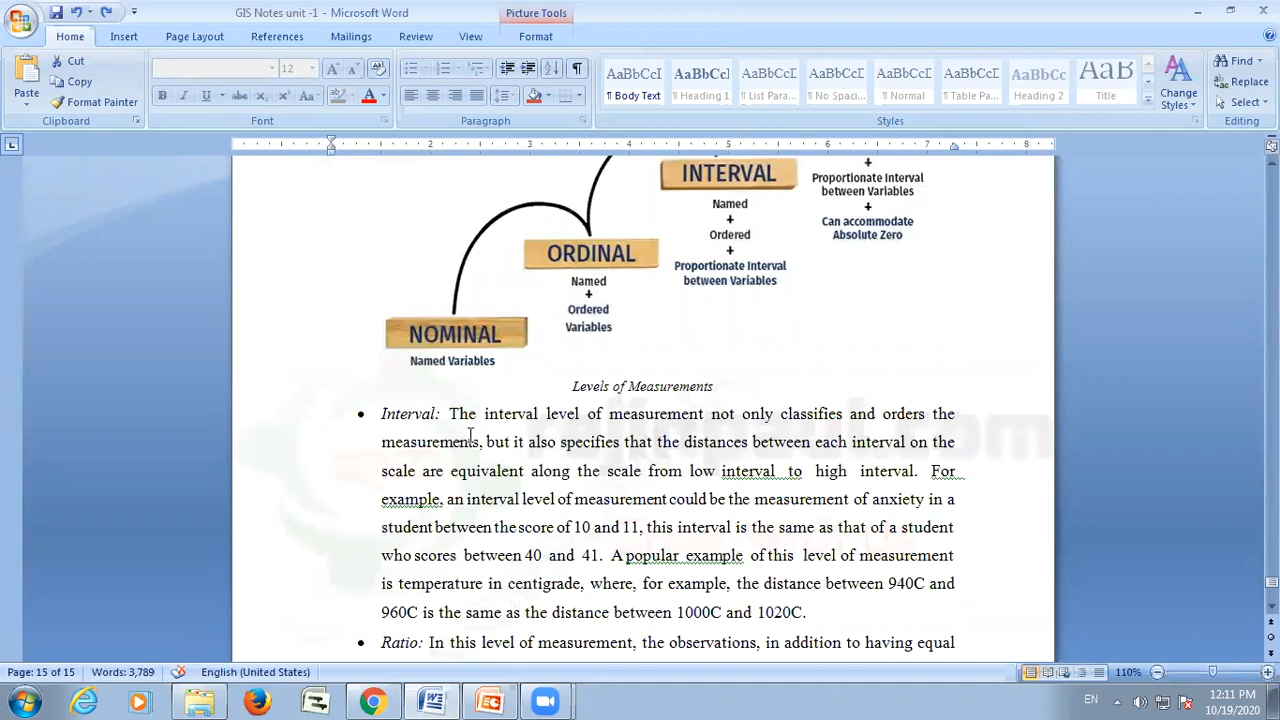 GIS Notes unit -1 - Microsoft Word
Picture Tools
Home
Insert
Page Layout
References
Mailings
Review
View
Format
Paste
Cut
Copy
Format Painter
Clipboard
12
Font
Paragraph
AaBbCcI AaBbCcI AaBbCcI AaBbCcI AaBbCcI AaBbCcI AaBbCcI AaB
¶ Body Text ¶ Heading 1 ¶ List Para... ¶ No Spaci... ¶ Normal ¶ Table Pa... Heading 2 Title
Change Styles
Styles
Find
Replace
Select
Editing
2 3 4 5 6 7 8
INTERVAL
Named
+
Ordered
+
Proportionate Interval
between Variables
+
Proportionate Interval
between Variables
+
Can accommodate
Absolute Zero
ORDINAL
Named
+
Ordered
Variables
NOMINAL
Named Variables
Levels of Measurements
• Interval: The interval level of measurement not only classifies and orders the
measurements, but it also specifies that the distances between each interval on the
scale are equivalent along the scale from low interval to high interval. For
example, an interval level of measurement could be the measurement of anxiety in a
student between the score of 10 and 11, this interval is the same as that of a student
who scores between 40 and 41. A popular example of this level of measurement
is temperature in centigrade, where, for example, the distance between 940C and
960C is the same as the distance between 1000C and 1020C.
• Ratio: In this level of measurement, the observations, in addition to having equal
Page: 15 of 15
Words: 3,789
English (United States)
110%
EN
12:11 PM
10/19/2020